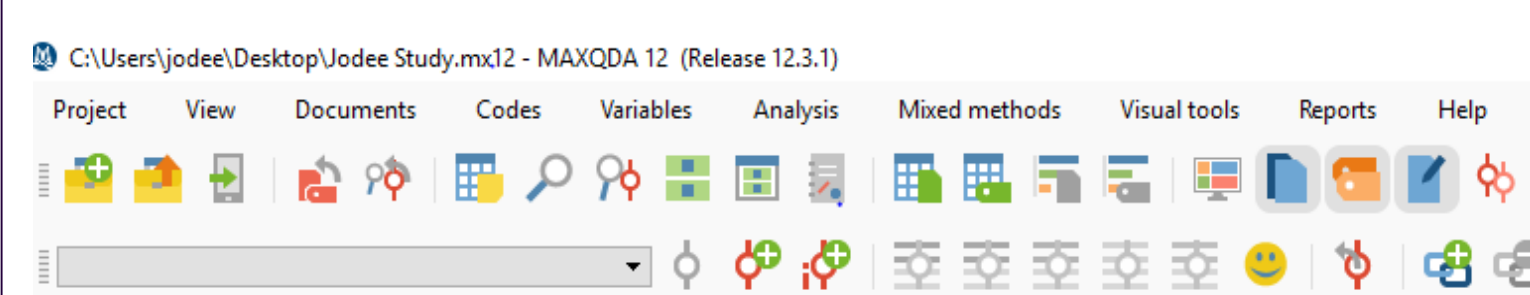 C:\Users\jodee\Desktop\Jodee Study.mx12 - MAXQDA 12 (Release 12.3.1)
Project View Documents Codes Variables Analysis Mixed methods Visual tools Reports Help